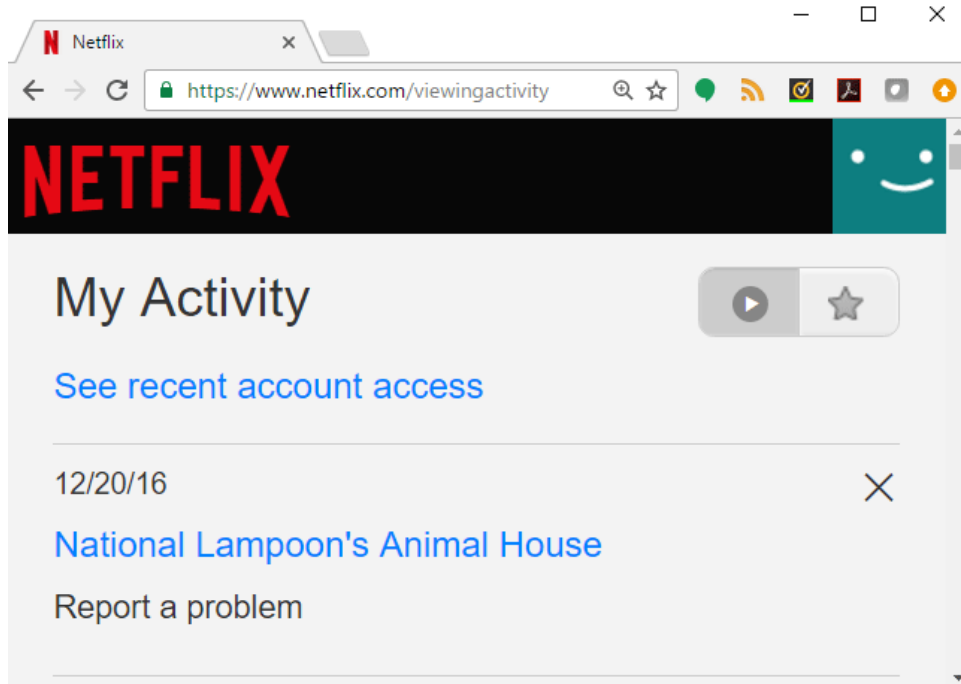 Netflix
https://www.netflix.com/viewingactivity
NETFLIX
My Activity
See recent account access
12/20/16
National Lampoon's Animal House
Report a problem